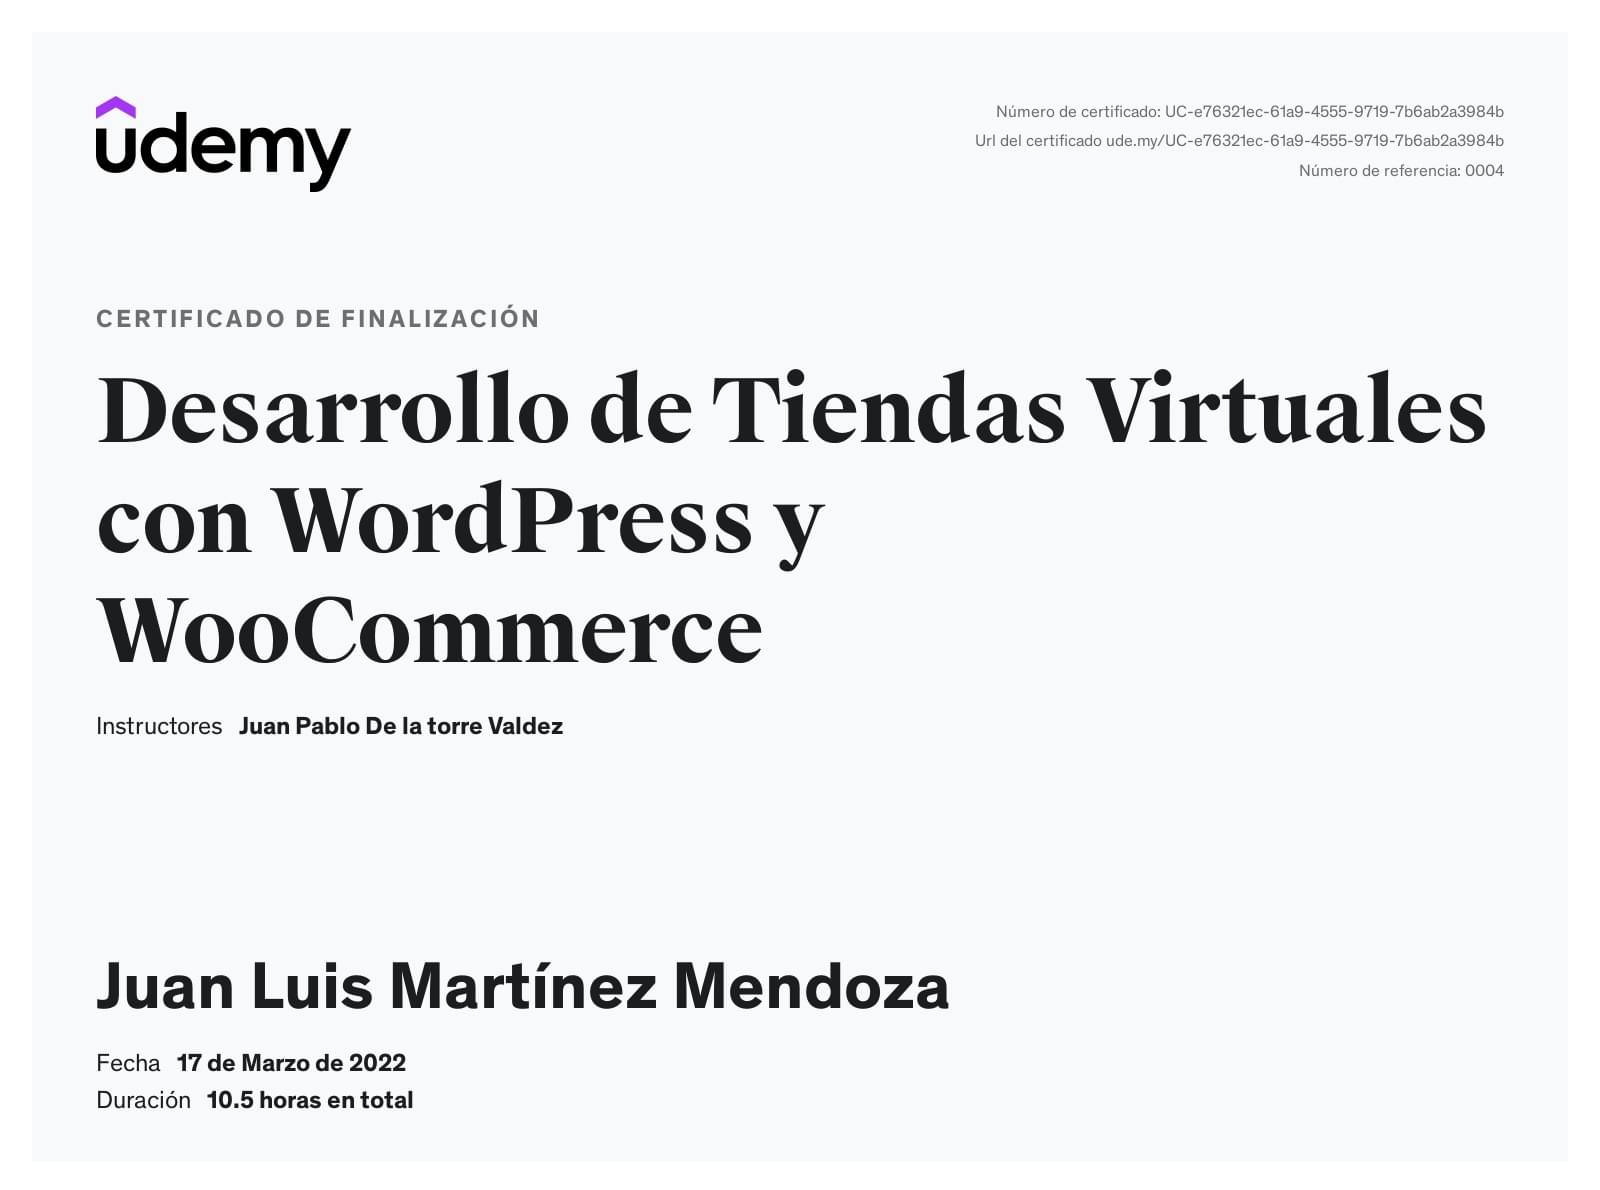 udemy
Número de certificado: UC-e76321ec-61a9-4555-9719-7b6ab2a3984b
Url del certificado ude.my/UC-e76321ec-61a9-4555-9719-7b6ab2a3984b
Número de referencia: 0004
CERTIFICADO DE FINALIZACIÓN
Desarrollo de Tiendas Virtuales
con WordPress y
WooCommerce
Instructores Juan Pablo De la torre Valdez
Juan Luis Martínez Mendoza
Fecha 17 de Marzo de 2022
Duración 10.5 horas en total